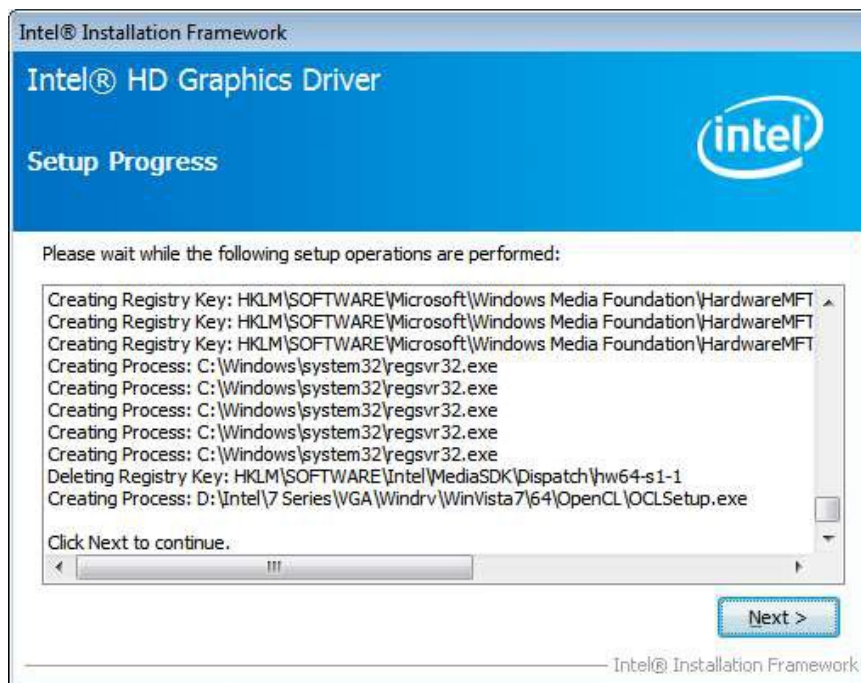 Intel® Installation Framework
Intel® HD Graphics Driver
intel
Setup Progress
Please wait while the following setup operations are performed:
Creating Registry Key: HKLM\SOFTWARE\Microsoft\Windows Media Foundation\HardwareMFT
Creating Registry Key: HKLM\SOFTWARE\Microsoft\Windows Media Foundation\HardwareMFT
Creating Registry Key: HKLM\SOFTWARE\Microsoft\Windows Media Foundation\HardwareMFT
Creating Process: C:\Windows\system32\regsvr32.exe
Creating Process: C:\Windows\system32\regsvr32.exe
Creating Process: C:\Windows\system32\regsvr32.exe
Creating Process: C:\Windows\system32\regsvr32.exe
Creating Process: C:\Windows\system32\regsvr32.exe
Deleting Registry Key: HKLM\SOFTWARE\Intel\MediaSDK\Dispatch\hw64-s1-1
Creating Process: D:\Intel\7 Series\VGA\Windrv\WinVista7\64\OpenCL\OCLSetup.exe
Click Next to continue.
Next >
Intel® Installation Framework